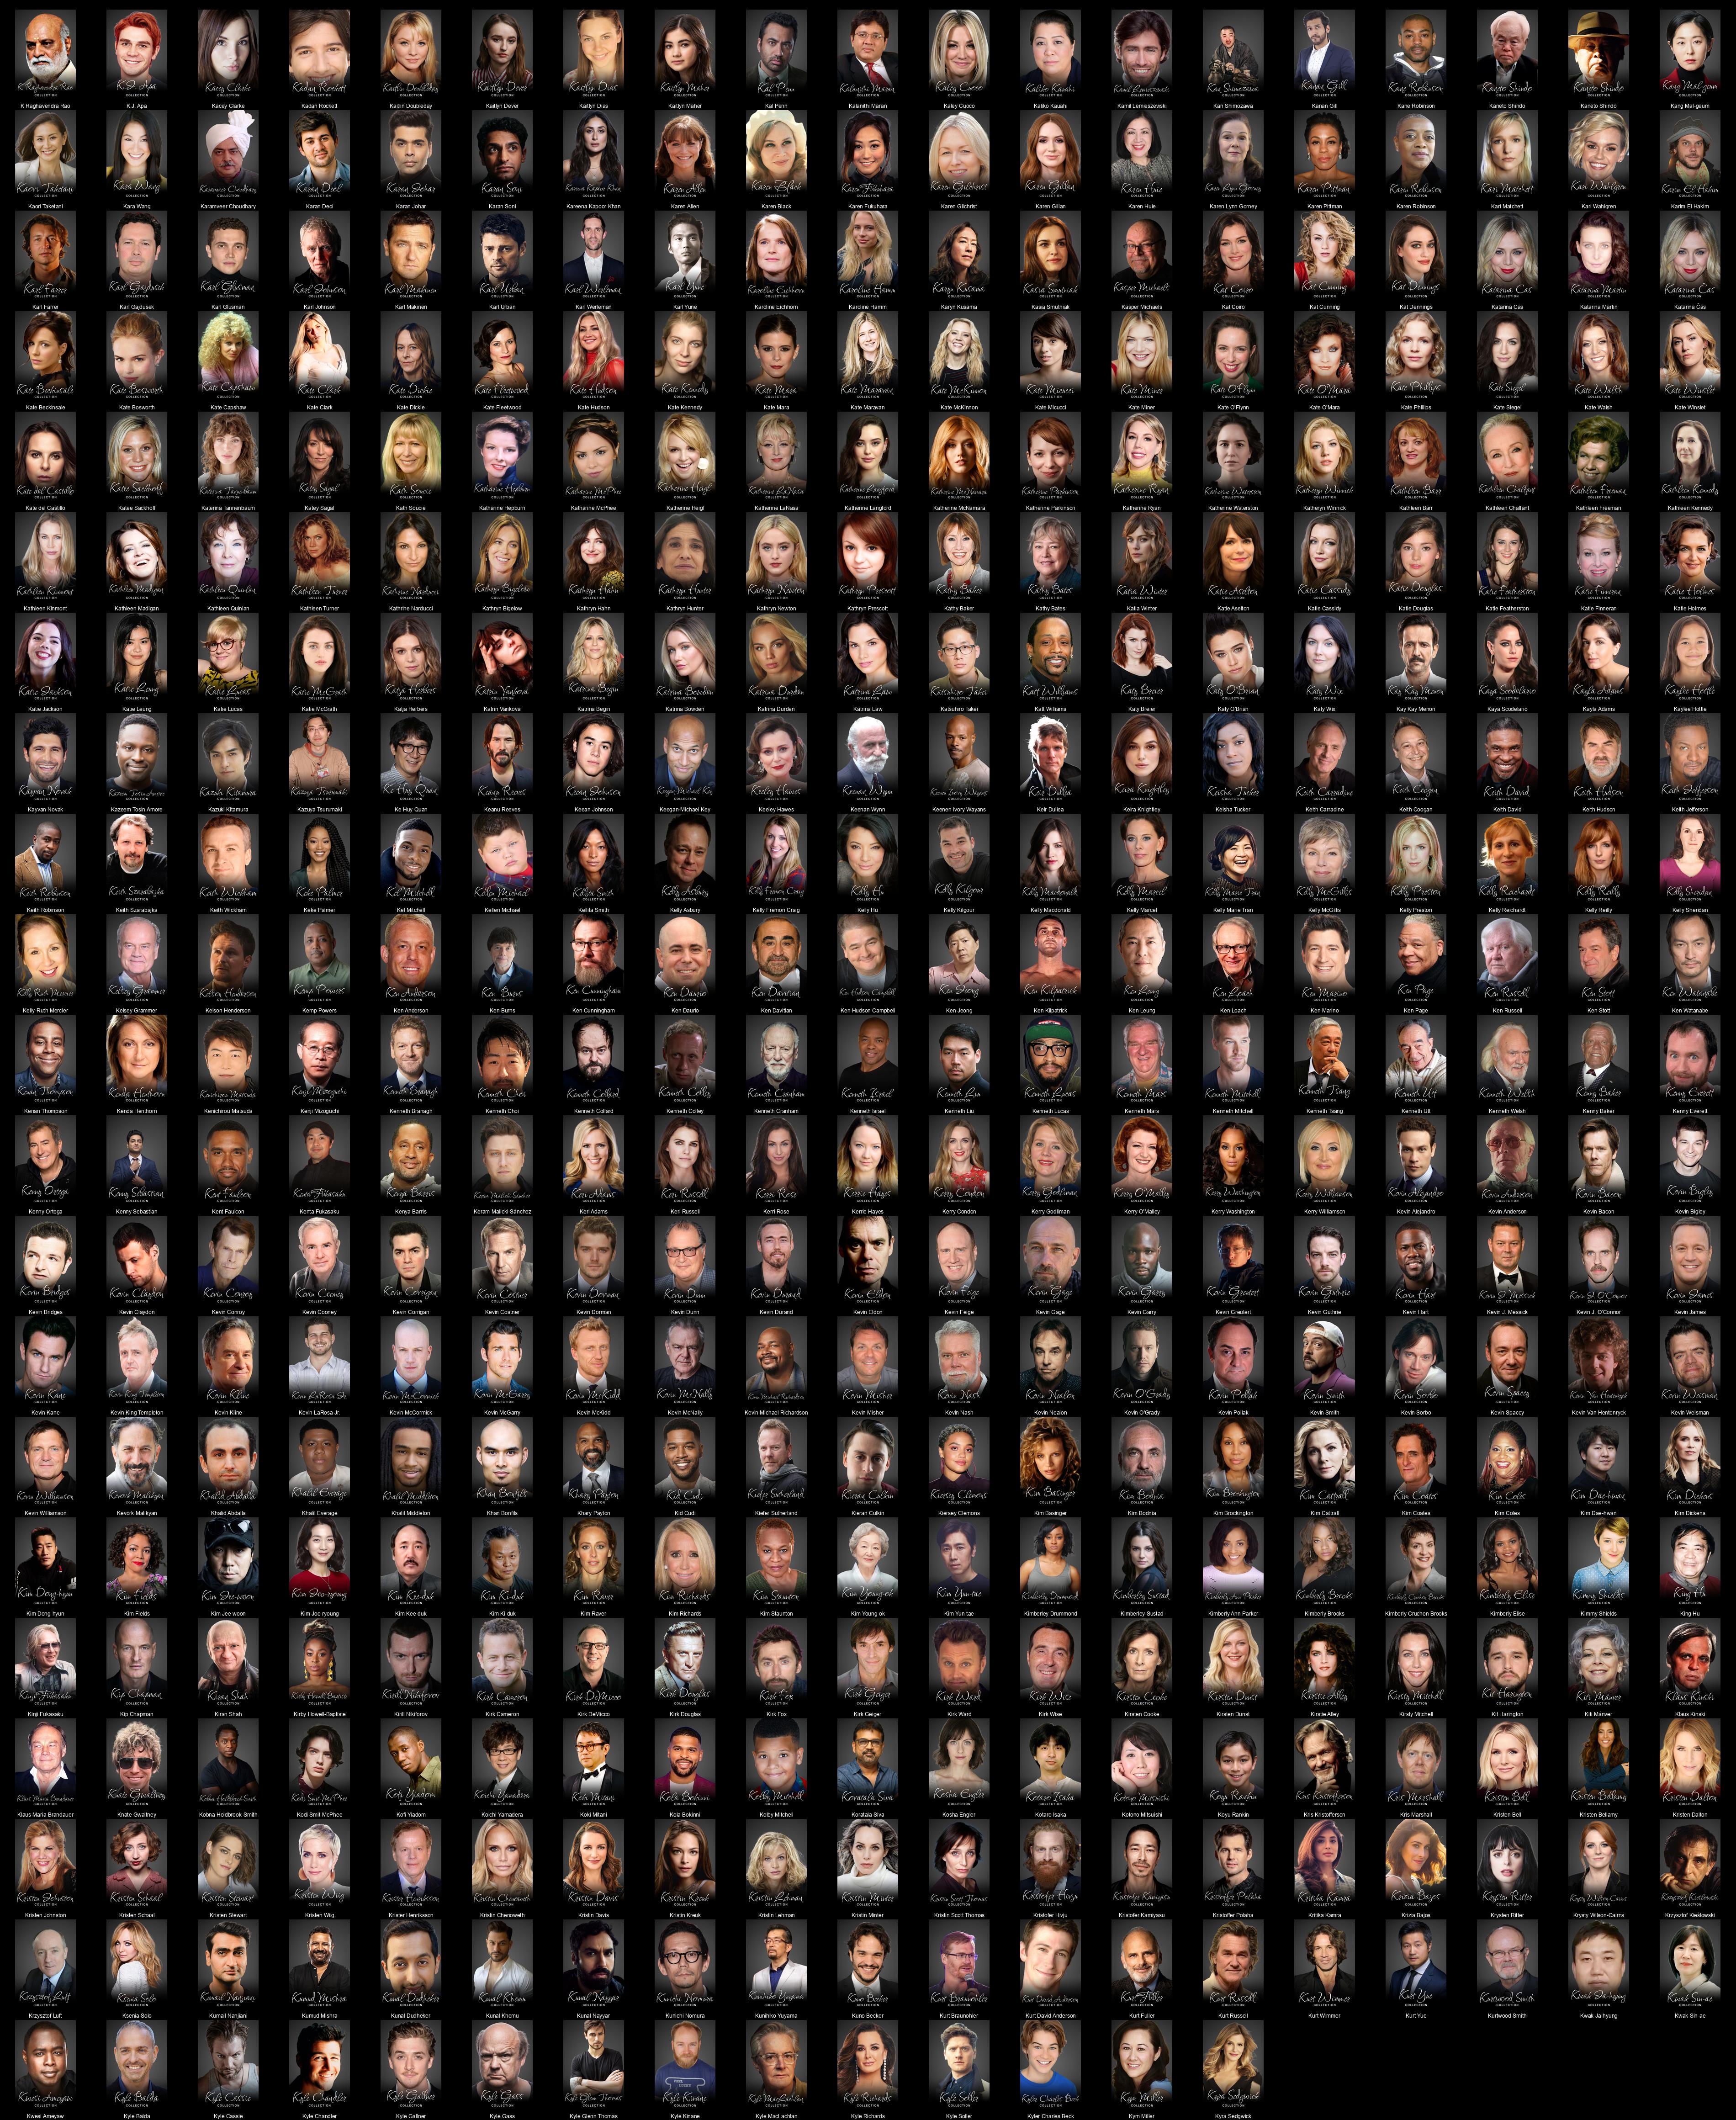 K Raghavendra Rao K.J. Apa Kacey Clarke Kadan Rockett Kaitlin Doubleday Kaitlyn Dever Kaitlyn Dias Kaitlyn Maher Kal Penn Kalanithi Maran Kaley Cuoco Kaliko Kauahi Kamil Lemieszewski Kan Shimozawa Kanan Gill Kane Robinson Kaneto Shindo Kaneto Shindō Kang Mal-geum
Kaori Taketani Kara Wang Karamveer Choudhary Karan Deol Karan Johar Karan Soni Kareena Kapoor Khan Karen Allen Karen Black Karen Fukuhara Karen Gilchrist Karen Gillan Karen Huie Karen Lynn Gorney Karen Pittman Karen Robinson Kari Matchett Kari Wahlgren Karim El Hakim
Karl Farrer Karl Gajdusek Karl Glusman Karl Johnson Karl Makinen Karl Urban Karl Werleman Karl Yune Karoline Eichhorn Karoline Hamm Karyn Kusama Kasia Smutniak Kasper Michaels Kat Coiro Kat Cunning Kat Dennings Katarina Cas Katarina Martin Katarina Čas
Kate Beckinsale Kate Bosworth Kate Capshaw Kate Clark Kate Dickie Kate Fleetwood Kate Hudson Kate Kennedy Kate Mara Kate Maravan Kate McKinnon Kate Micucci Kate Miner Kate O'Flynn Kate O'Mara Kate Phillips Kate Siegel Kate Walsh Kate Winslet
Kate del Castillo Katee Sackhoff Katerina Tannenbaum Katey Sagal Kath Soucie Katharine Hepburn Katharine McPhee Katherine Heigl Katherine LaNasa Katherine Langford Katherine McNamara Katherine Parkinson Katherine Ryan Katherine Waterston Katheryn Winnick Kathleen Barr Kathleen Chalfant Kathleen Freeman Kathleen Kennedy
Kathleen Kinmont Kathleen Madigan Kathleen Quinlan Kathleen Turner Kathrine Narducci Kathryn Bigelow Kathryn Hahn Kathryn Hunter Kathryn Newton Kathryn Prescott Kathy Baker Kathy Bates Katia Winter Katie Aselton Katie Cassidy Katie Douglas Katie Featherston Katie Finneran Katie Holmes
Katie Jackson Katie Leung Katie Lucas Katie McGrath Katja Herbers Katrin Vankova Katrina Begin Katrina Bowden Katrina Durden Katrina Law Katsuhiro Takei Katt Williams Katy Breier Katy O'Brian Katy Wix Kay Kay Menon Kaya Scodelario Kayla Adams Kaylee Hottle
Kayvan Novak Kazeem Tosin Amore Kazuki Kitamura Kazuya Tsurumaki Ke Huy Quan Keanu Reeves Keean Johnson Keegan-Michael Key Keeley Hawes Keenan Wynn Keenen Ivory Wayans Keir Dullea Keira Knightley Keisha Tucker Keith Carradine Keith Coogan Keith David Keith Hudson Keith Jefferson
Keith Robinson Keith Szarabajka Keith Wickham Keke Palmer Kel Mitchell Kellen Michael Kellita Smith Kelly Asbury Kelly Fremon Craig Kelly Hu Kelly Kilgour Kelly Macdonald Kelly Marcel Kelly Marie Tran Kelly McGillis Kelly Preston Kelly Reichardt Kelly Reilly Kelly Sheridan
Kelly-Ruth Mercier Kelsey Grammer Kelson Henderson Kemp Powers Ken Anderson Ken Burns Ken Cunningham Ken Daurio Ken Davitian Ken Hudson Campbell Ken Jeong Ken Kilpatrick Ken Leung Ken Loach Ken Marino Ken Page Ken Russell Ken Stott Ken Watanabe
Kenan Thompson Kenda Henthorn Kenichirou Matsuda Kenji Mizoguchi Kenneth Branagh Kenneth Choi Kenneth Collard Kenneth Colley Kenneth Cranham Kenneth Israel Kenneth Liu Kenneth Lucas Kenneth Mars Kenneth Mitchell Kenneth Tsang Kenneth Utt Kenneth Welsh Kenny Baker Kenny Everett
Kenny Ortega Kenny Sebastian Kent Faulcon Kenta Fukasaku Kenya Barris Keram Malicki-Sánchez Keri Adams Keri Russell Kerri Rose Kerrie Hayes Kerry Condon Kerry Godliman Kerry O'Malley Kerry Washington Kerry Williamson Kevin Alejandro Kevin Anderson Kevin Bacon Kevin Bigley
Kevin Bridges Kevin Claydon Kevin Conroy Kevin Cooney Kevin Corrigan Kevin Costner Kevin Dorman Kevin Dunn Kevin Durand Kevin Eldon Kevin Feige Kevin Gage Kevin Garry Kevin Greutert Kevin Guthrie Kevin Hart Kevin J. Messick Kevin J. O'Connor Kevin James
Kevin Kane Kevin King Templeton Kevin Kline Kevin LaRosa Jr. Kevin McCormick Kevin McGarry Kevin McKidd Kevin McNally Kevin Michael Richardson Kevin Misher Kevin Nash Kevin Nealon Kevin O'Grady Kevin Pollak Kevin Smith Kevin Sorbo Kevin Spacey Kevin Van Hentenryck Kevin Weisman
Kevin Williamson Kevork Malikyan Khalid Abdalla Khalil Everage Khalil Middleton Khan Bonfils Khary Payton Kid Cudi Kiefer Sutherland Kieran Culkin Kiersey Clemons Kim Basinger Kim Bodnia Kim Brockington Kim Cattrall Kim Coates Kim Coles Kim Dae-hwan Kim Dickens
Kim Dong-hyun Kim Fields Kim Jee-woon Kim Joo-ryoung Kim Kee-duk Kim Ki-duk Kim Raver Kim Richards Kim Staunton Kim Young-ok Kim Yun-tae Kimberley Drummond Kimberley Sustad Kimberly Ann Parker Kimberly Brooks Kimberly Cruchon Brooks Kimberly Elise Kimmy Shields King Hu
Kinji Fukasaku Kip Chapman Kiran Shah Kirby Howell-Baptiste Kirill Nikiforov Kirk Cameron Kirk DeMicco Kirk Douglas Kirk Fox Kirk Geiger Kirk Ward Kirk Wise Kirsten Cooke Kirsten Dunst Kirstie Alley Kirsty Mitchell Kit Harington Kiti Mánver Klaus Kinski
Klaus Maria Brandauer Knate Gwaltney Kobna Holdbrook-Smith Kodi Smit-McPhee Kofi Yiadom Koichi Yamadera Koki Mitani Kola Bokinni Kolby Mitchell Koratala Siva Kosha Engler Kotaro Isaka Kotono Mitsuishi Koyu Rankin Kris Kristofferson Kris Marshall Kristen Bell Kristen Bellamy Kristen Dalton
Kristen Johnston Kristen Schaal Kristen Stewart Kristen Wiig Krister Henriksson Kristin Chenoweth Kristin Davis Kristin Kreuk Kristin Lehman Kristin Minter Kristin Scott Thomas Kristofer Hivju Kristofer Kamiyasu Kristoffer Polaha Kritika Kamra Krizia Bajos Krysten Ritter Krysty Wilson-Cairns Krzysztof Kieślowski
Krzysztof Luft Ksenia Solo Kumail Nanjiani Kumud Mishra Kunal Dudheker Kunal Khemu Kunal Nayyar Kunichi Nomura Kunihiko Yuyama Kuno Becker Kurt Braunohler Kurt David Anderson Kurt Fuller Kurt Russell Kurt Wimmer Kurt Yue Kurtwood Smith Kwak Ja-hyung Kwak Sin-ae
Kwesi Ameyaw Kyle Balda Kyle Cassie Kyle Chandler Kyle Gallner Kyle Gass Kyle Glenn Thomas Kyle Kinane Kyle MacLachlan Kyle Richards Kyle Soller Kyler Charles Beck Kym Miller Kyra Sedgwick